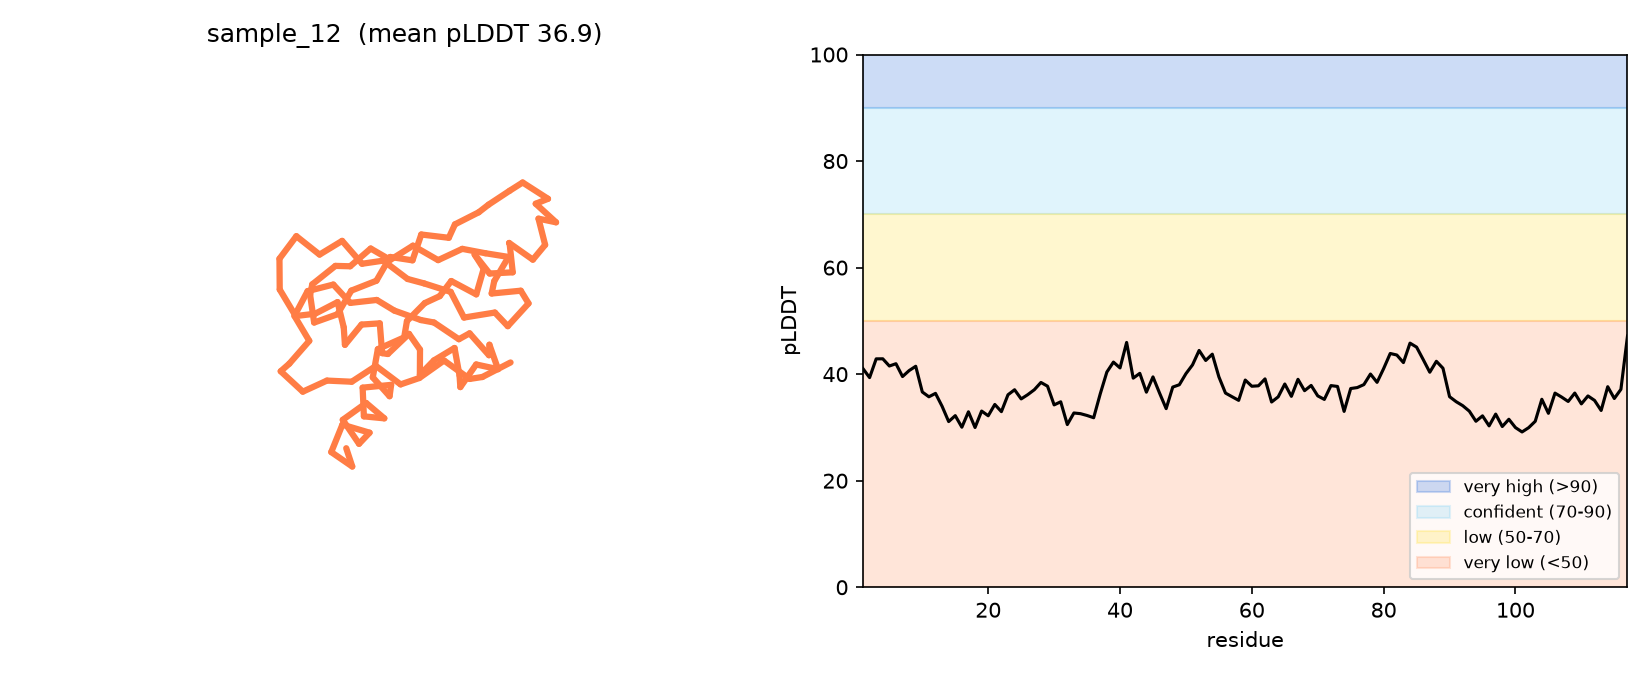 sample_12 (mean pLDDT 36.9)
100
80
60
40
20
0
pLDDT
20 40 60 80 100
residue
very high (>90)
confident (70-90)
low (50-70)
very low (<50)